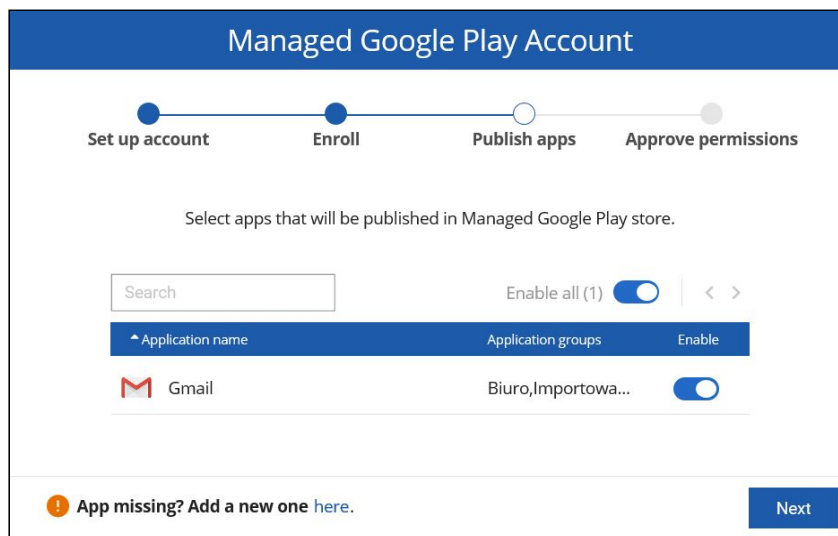 Managed Google Play Account
Set up account Enroll Publish apps Approve permissions
Select apps that will be published in Managed Google Play store.
Search Enable all (1)
Application name Application groups Enable
Gmail Biuro,Importowa...
App missing? Add a new one here.
Next